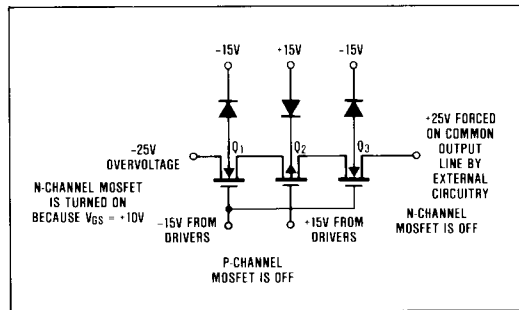 -15V +15V -15V
-25V
OVERVOLTAGE
Q1 Q2 Q3
+25V FORCED
ON COMMON
OUTPUT
LINE BY
EXTERNAL
CIRCUITRY
N-CHANNEL MOSFET
IS TURNED ON
BECAUSE VGS = +10V
-15V FROM
DRIVERS
+15V FROM
DRIVERS
N-CHANNEL
MOSFET IS OFF
P-CHANNEL
MOSFET IS OFF